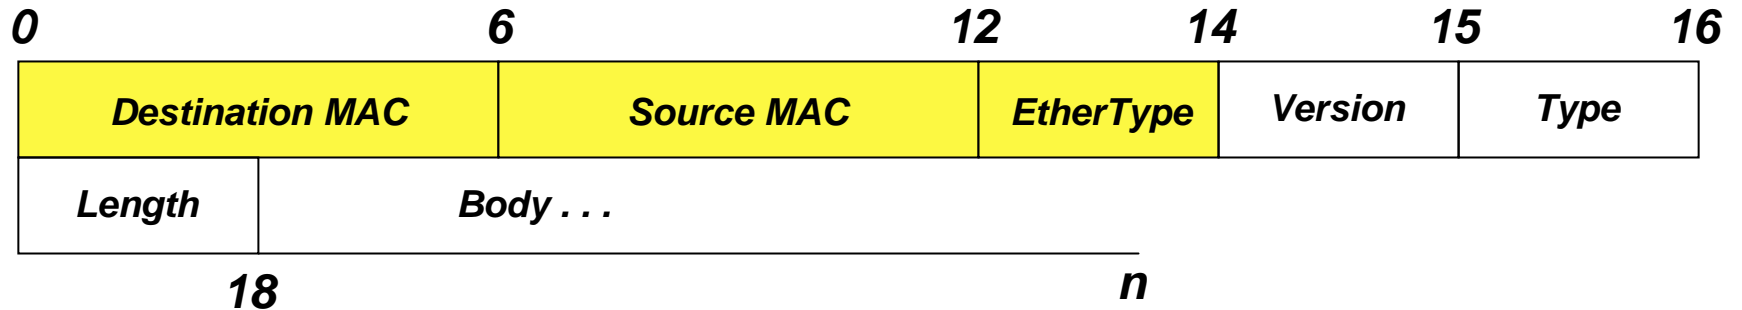 0 6 12 14 15 16
Destination MAC Source MAC EtherType Version Type
Length Body . . .
18 n